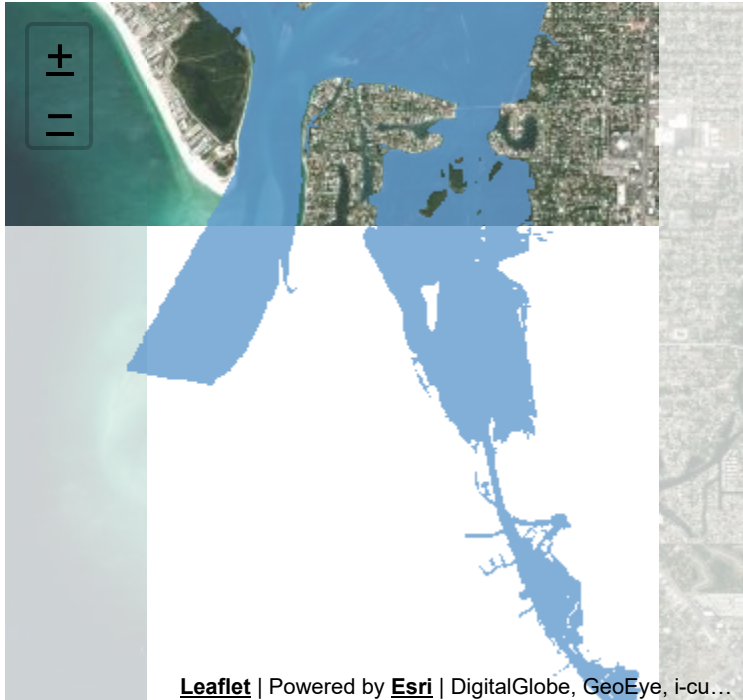 +
−
Leaflet | Powered by Esri | DigitalGlobe, GeoEye, i-cu…